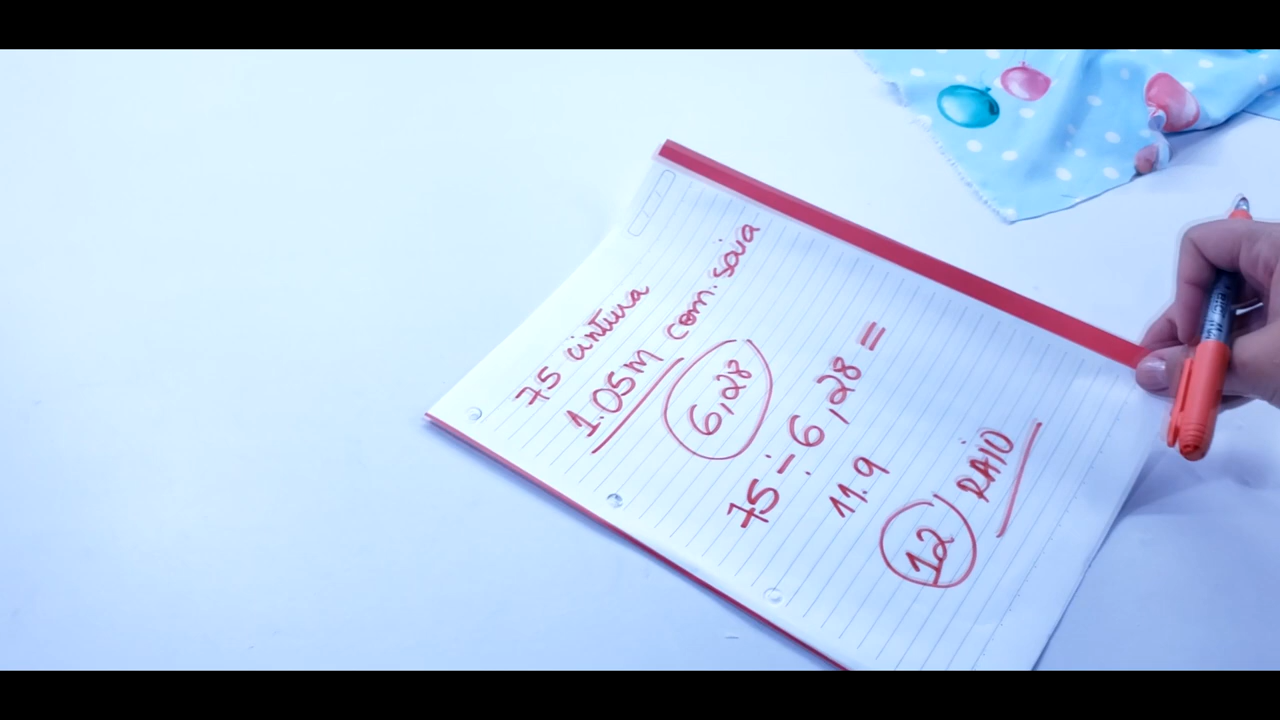 75 cintura
1.05M com. saia
6,28
75 ÷ 6,28 =
11.9
12 RAIO